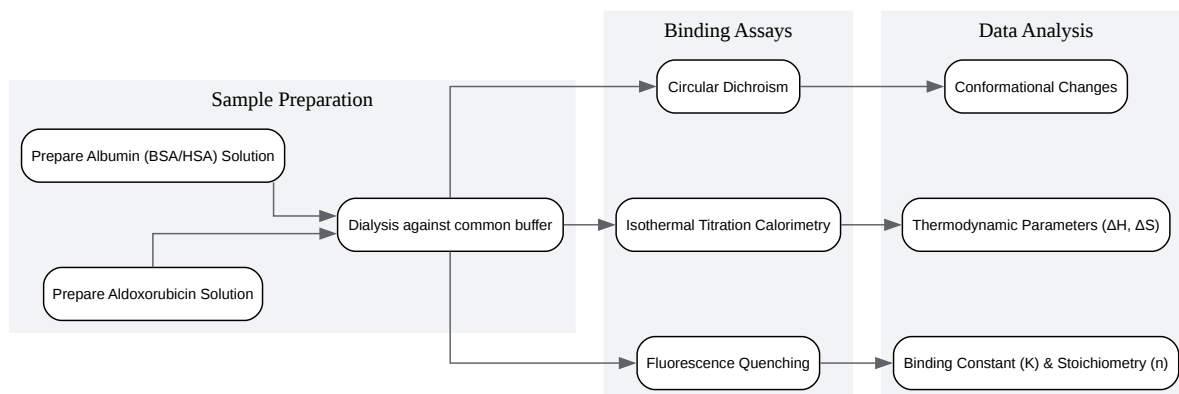 Sample Preparation
Prepare Albumin (BSA/HSA) Solution
Prepare Aldoxorubicin Solution
Dialysis against common buffer
Binding Assays
Circular Dichroism
Isothermal Titration Calorimetry
Fluorescence Quenching
Data Analysis
Conformational Changes
Thermodynamic Parameters (ΔH, ΔS)
Binding Constant (K) & Stoichiometry (n)